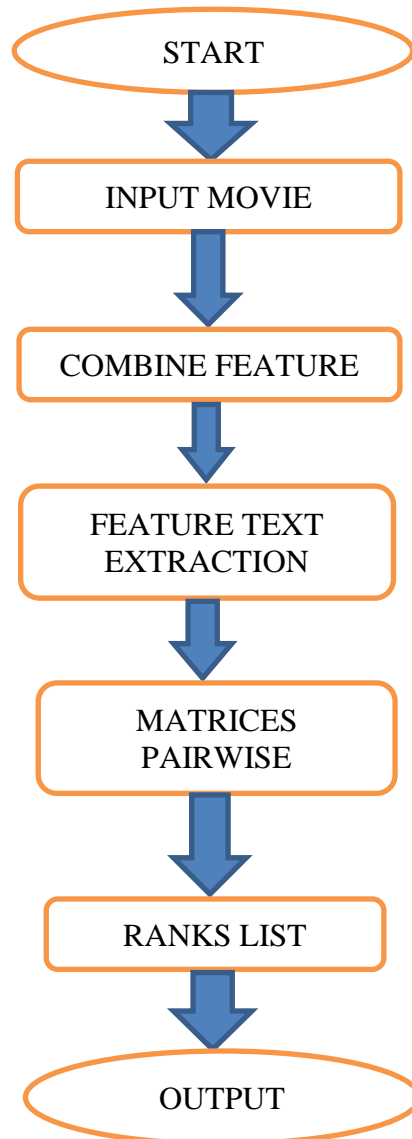 START
INPUT MOVIE
COMBINE FEATURE
FEATURE TEXT
EXTRACTION
MATRICES
PAIRWISE
RANKS LIST
OUTPUT